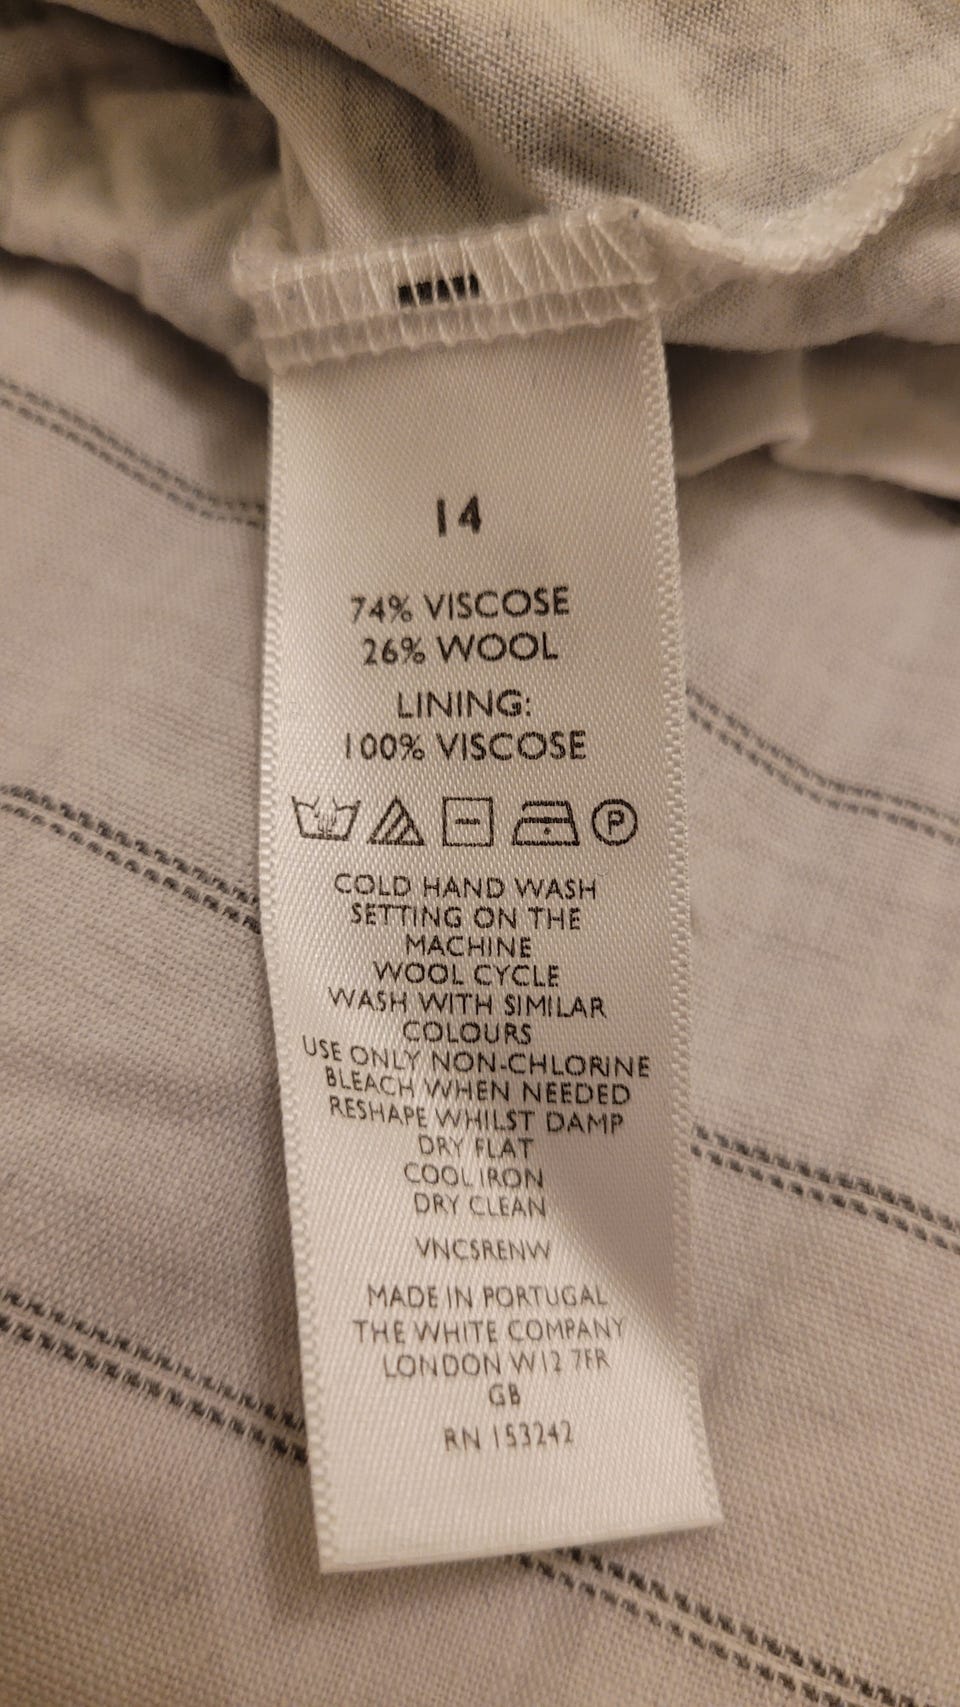 14
74% VISCOSE
26% WOOL
LINING:
100% VISCOSE
P
COLD HAND WASH
SETTING ON THE
MACHINE
WOOL CYCLE
WASH WITH SIMILAR
COLOURS
USE ONLY NON-CHLORINE
BLEACH WHEN NEEDED
RESHAPE WHILST DAMP
DRY FLAT
COOL IRON
DRY CLEAN
VNCSRENW
MADE IN PORTUGAL
THE WHITE COMPANY
LONDON W12 7FR
GB
RN 153242